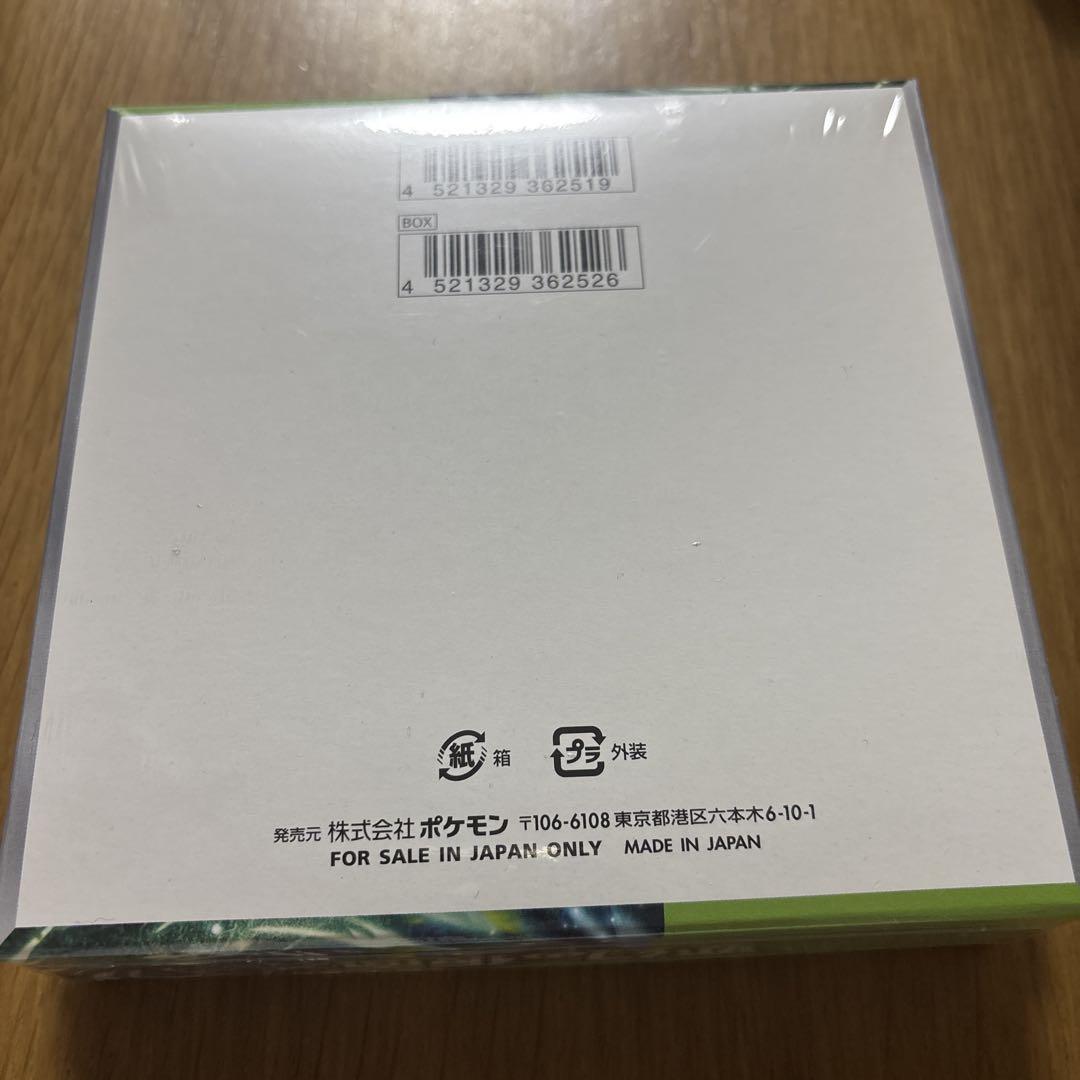 4 521329 362519
BOX
4 521329 362526
紙 箱 プラ 外装
発売元 株式会社 ポケモン 〒106-6108 東京都港区六本木6-10-1
FOR SALE IN JAPAN ONLY MADE IN JAPAN